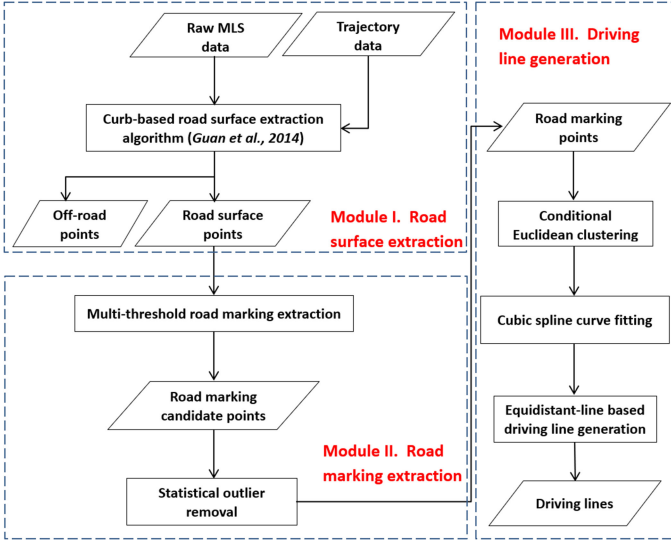 Raw MLS
data
Trajectory
data
Curb-based road surface extraction
algorithm (Guan et al., 2014)
Off-road
points
Road surface
points
Module I.  Road
surface extraction
Multi-threshold road marking extraction
Road marking
candidate points
Statistical outlier
removal
Module II.  Road
marking extraction
Module III.  Driving
line generation
Road marking
points
Conditional
Euclidean clustering
Cubic spline curve fitting
Equidistant-line based
driving line generation
Driving lines